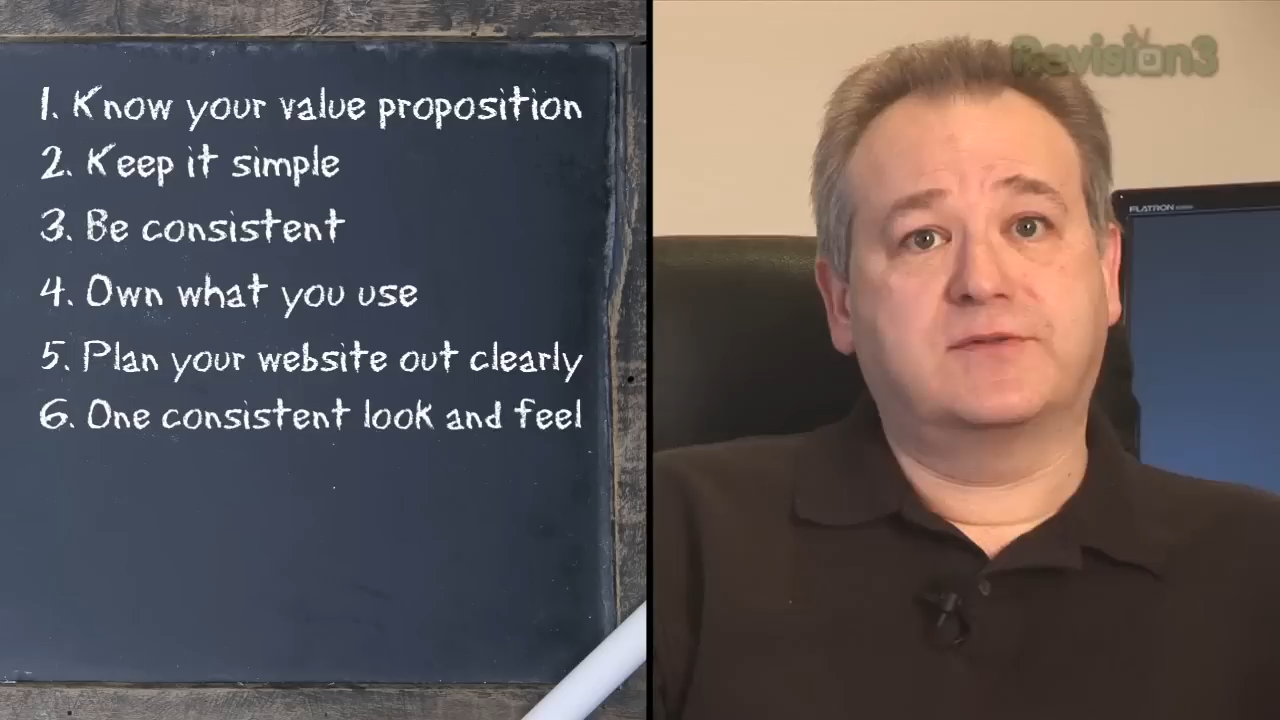 1. Know your value proposition
2. Keep it simple
3. Be consistent
4. Own what you use
5. Plan your website out clearly
6. One consistent look and feel
Revision3
FLATRON